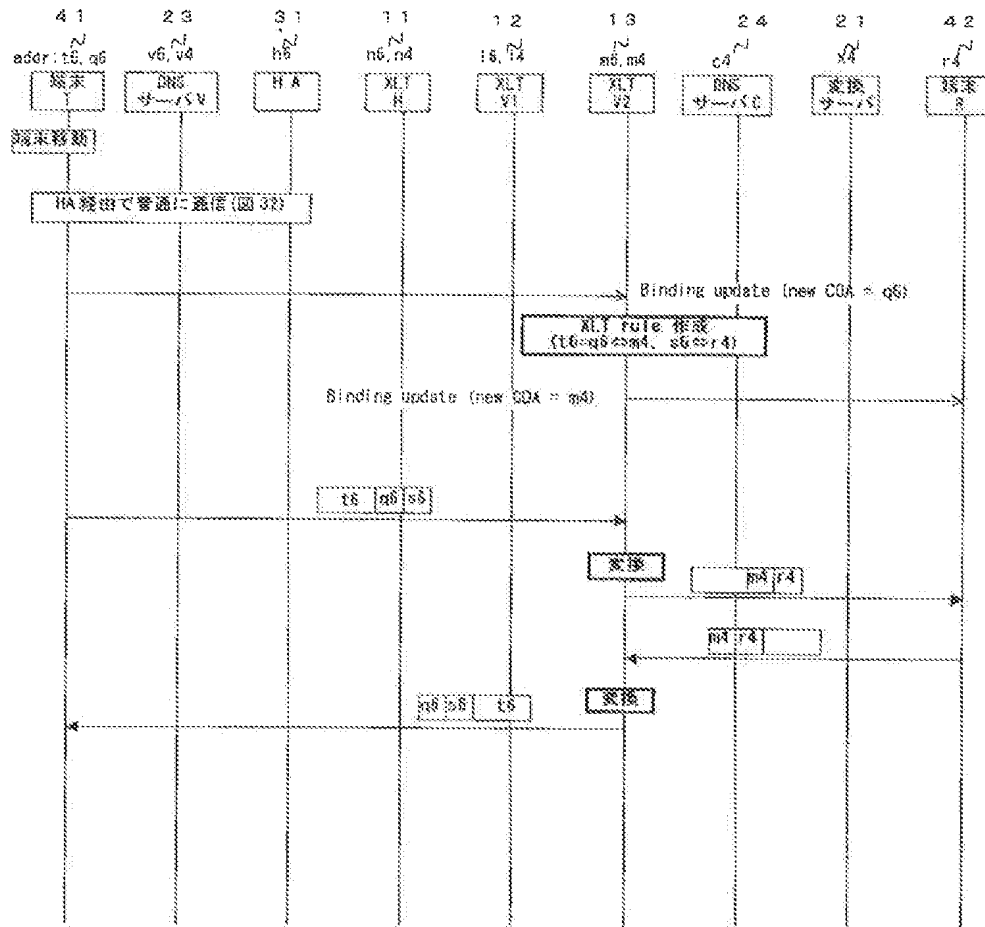 41 23 31 11 12 13 24 21 42
addr:t6,q6 v6,v4 h6 n6,n4 l6,l4 m6,m4 c4 x4 r4
端末 DNS HA XLT XLT XLT DNS 変換 端末
サーバV H V1 V2 サーバC サーバ R
端末移動
HA経由で普通に通信(図32)
Binding update (new COA = q6)
XLT rule 作成
(t6=q6⇔m4, s6⇔r4)
Binding update (new COA = m4)
t6 q6 s6
変換
m4 r4
m4 r4
変換
q6 s6 t6